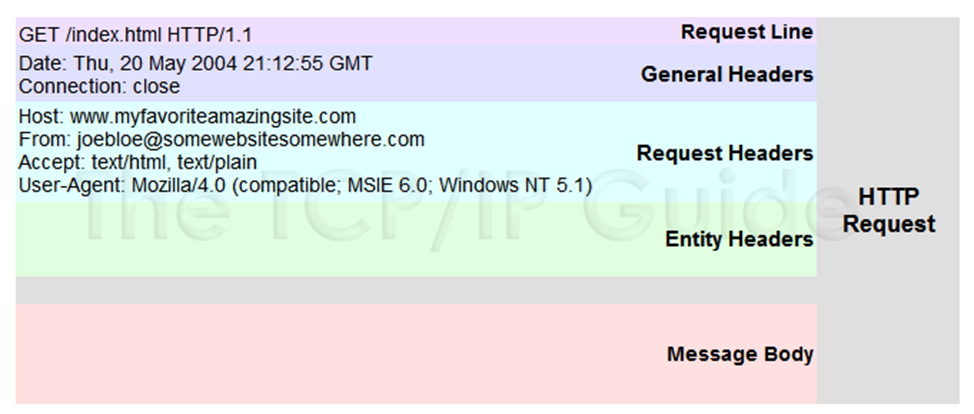 GET /index.html HTTP/1.1
Request Line
Date: Thu, 20 May 2004 21:12:55 GMT
Connection: close
General Headers
Host: www.myfavoriteamazingsite.com
From: joebloe@somewebsitesomewhere.com
Accept: text/html, text/plain
User-Agent: Mozilla/4.0 (compatible; MSIE 6.0; Windows NT 5.1)
Request Headers
Entity Headers
Message Body
HTTP
Request
The TCP/IP Guide